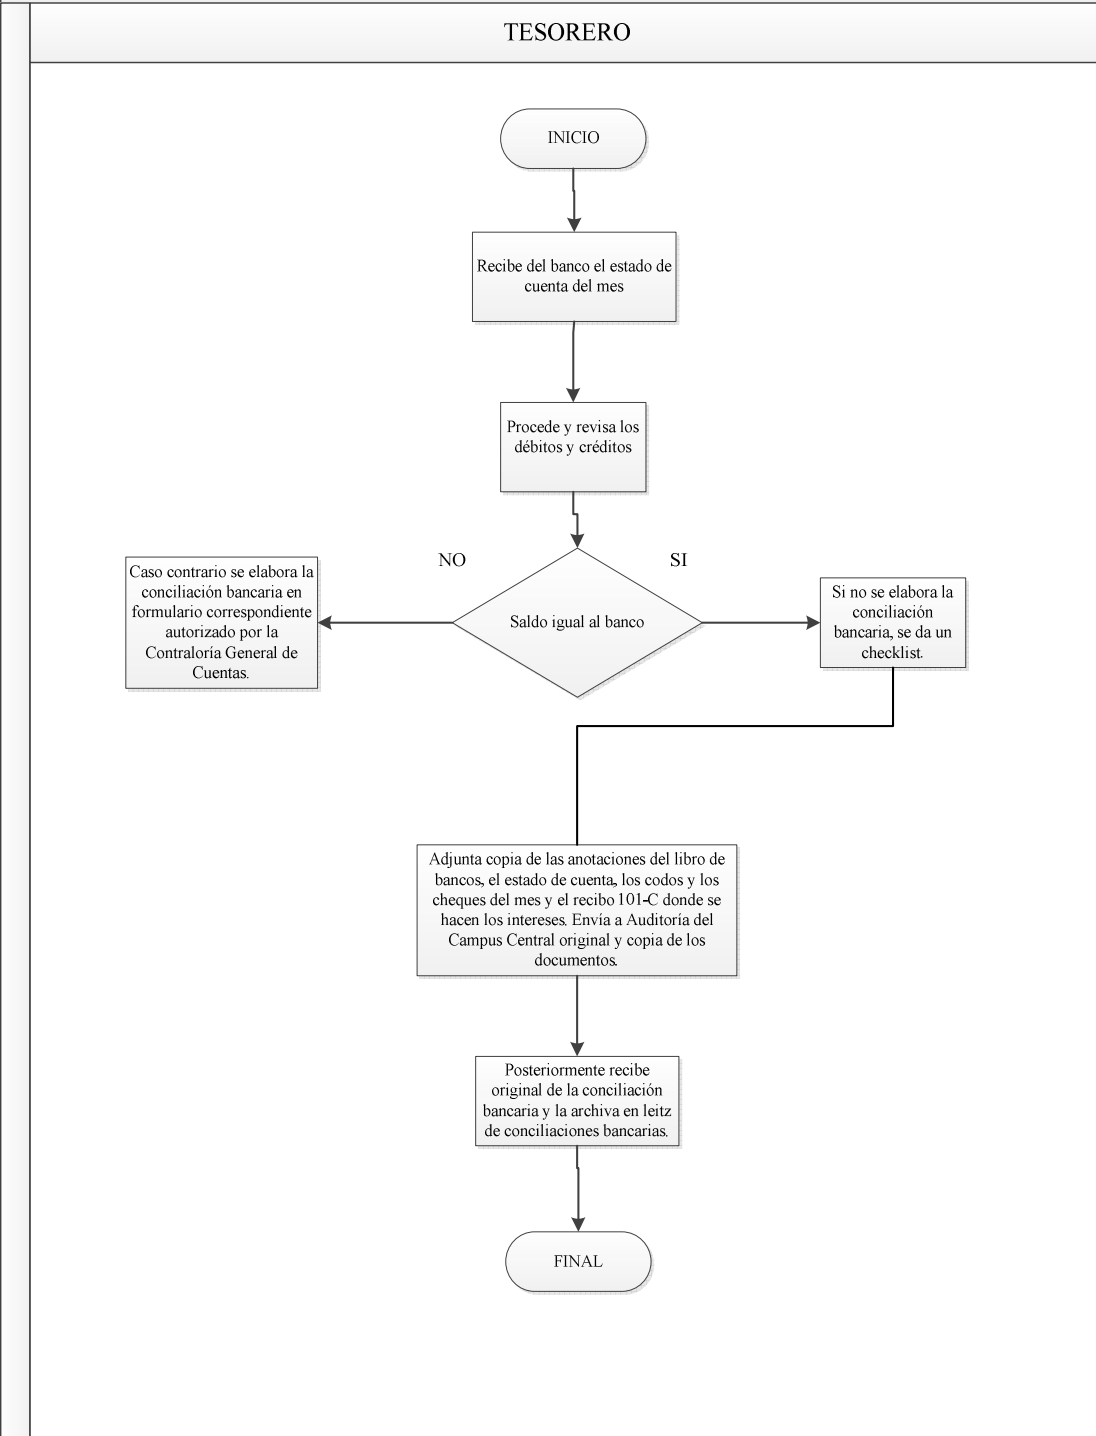 TESORERO
INICIO
Recibe del banco el estado de
cuenta del mes
Procede y revisa los
débitos y créditos
NO
SI
Saldo igual al banco
Caso contrario se elabora la
conciliación bancaria en
formulario correspondiente
autorizado por la
Contraloría General de
Cuentas.
Si no se elabora la
conciliación
bancaria, se da un
checklist.
Adjunta copia de las anotaciones del libro de
bancos, el estado de cuenta, los codos y los
cheques del mes y el recibo 101-C donde se
hacen los intereses. Envía a Auditoría del
Campus Central original y copia de los
documentos.
Posteriormente recibe
original de la conciliación
bancaria y la archiva en leitz
de conciliaciones bancarias.
FINAL